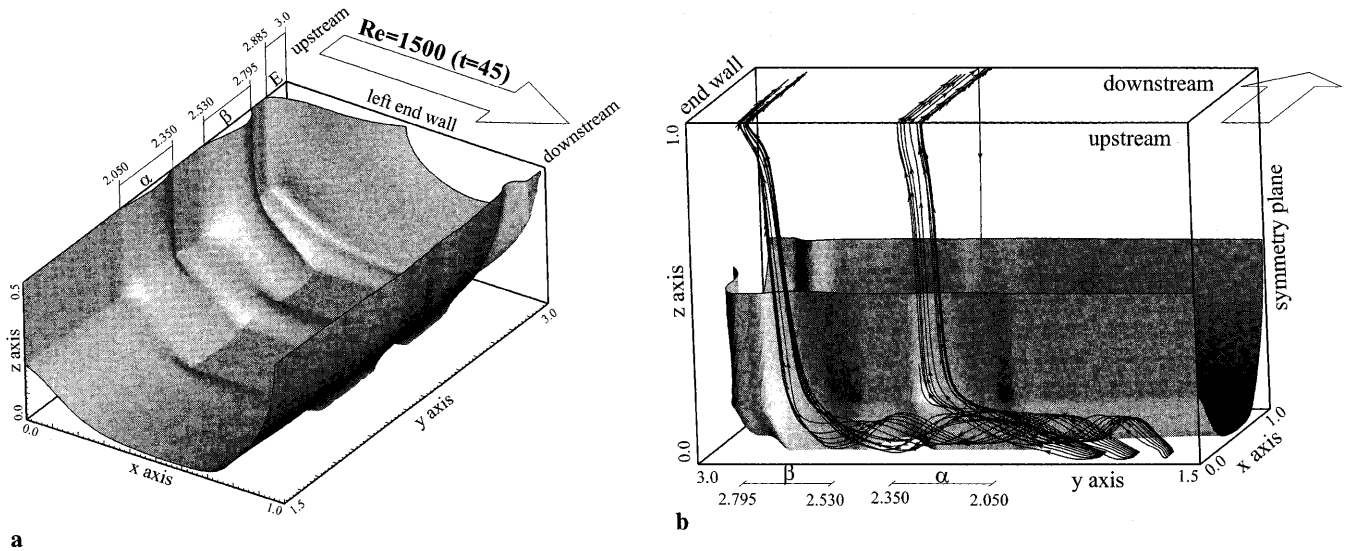 3.0
2.885
upstream
2.795
E
Re=1500 (t=45)
2.530
β
left end wall
2.350
2.050
α
downstream
0.5
z axis
0.0
0.0
x axis
1.0
1.5
y axis
3.0
a
end wall
downstream
1.0
upstream
symmetry plane
z axis
0.0
3.0
β
α
y axis
1.5
0.0
x axis
1.0
2.795
2.530
2.350
2.050
b